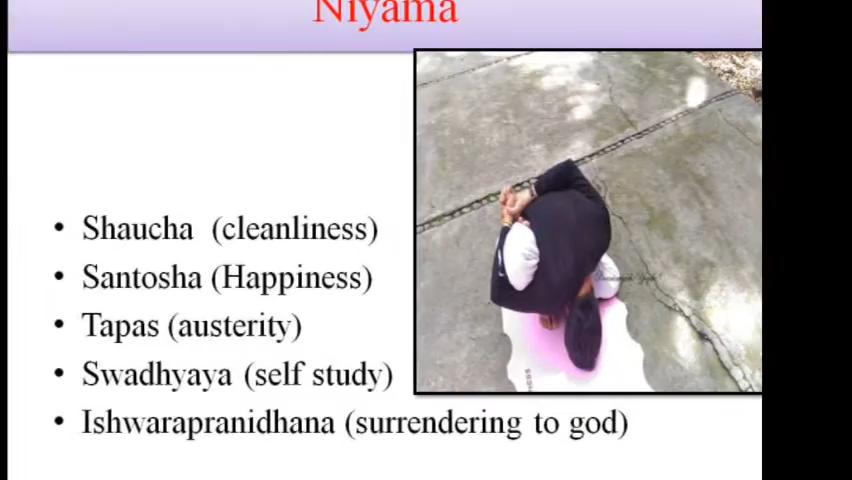 Niyama
• Shaucha (cleanliness)
• Santosha (Happiness)
• Tapas (austerity)
• Swadhyaya (self study)
• Ishwarapranidhana (surrendering to god)